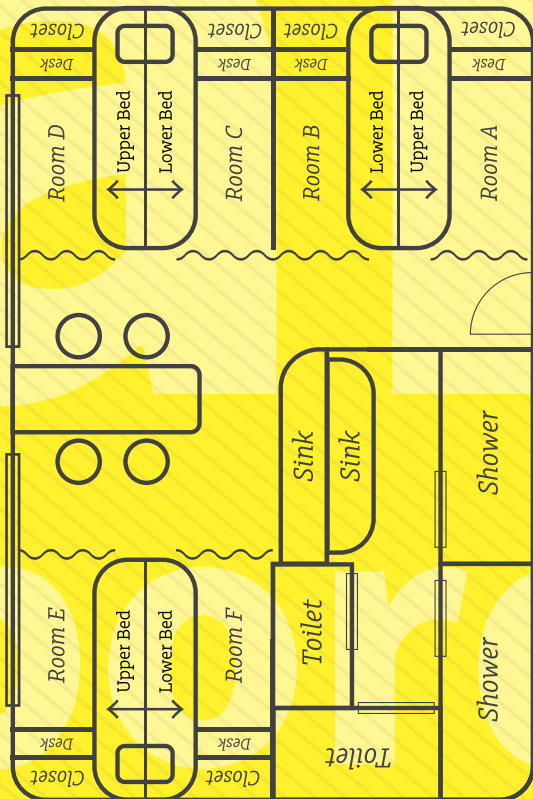 Closet
Closet
Closet
Closet
Desk
Desk
Desk
Desk
Room D
Upper Bed
Lower Bed
Room C
Room B
Lower Bed
Upper Bed
Room A
Sink
Sink
Shower
Room E
Upper Bed
Lower Bed
Room F
Toilet
Shower
Desk
Desk
Toilet
Closet
Closet